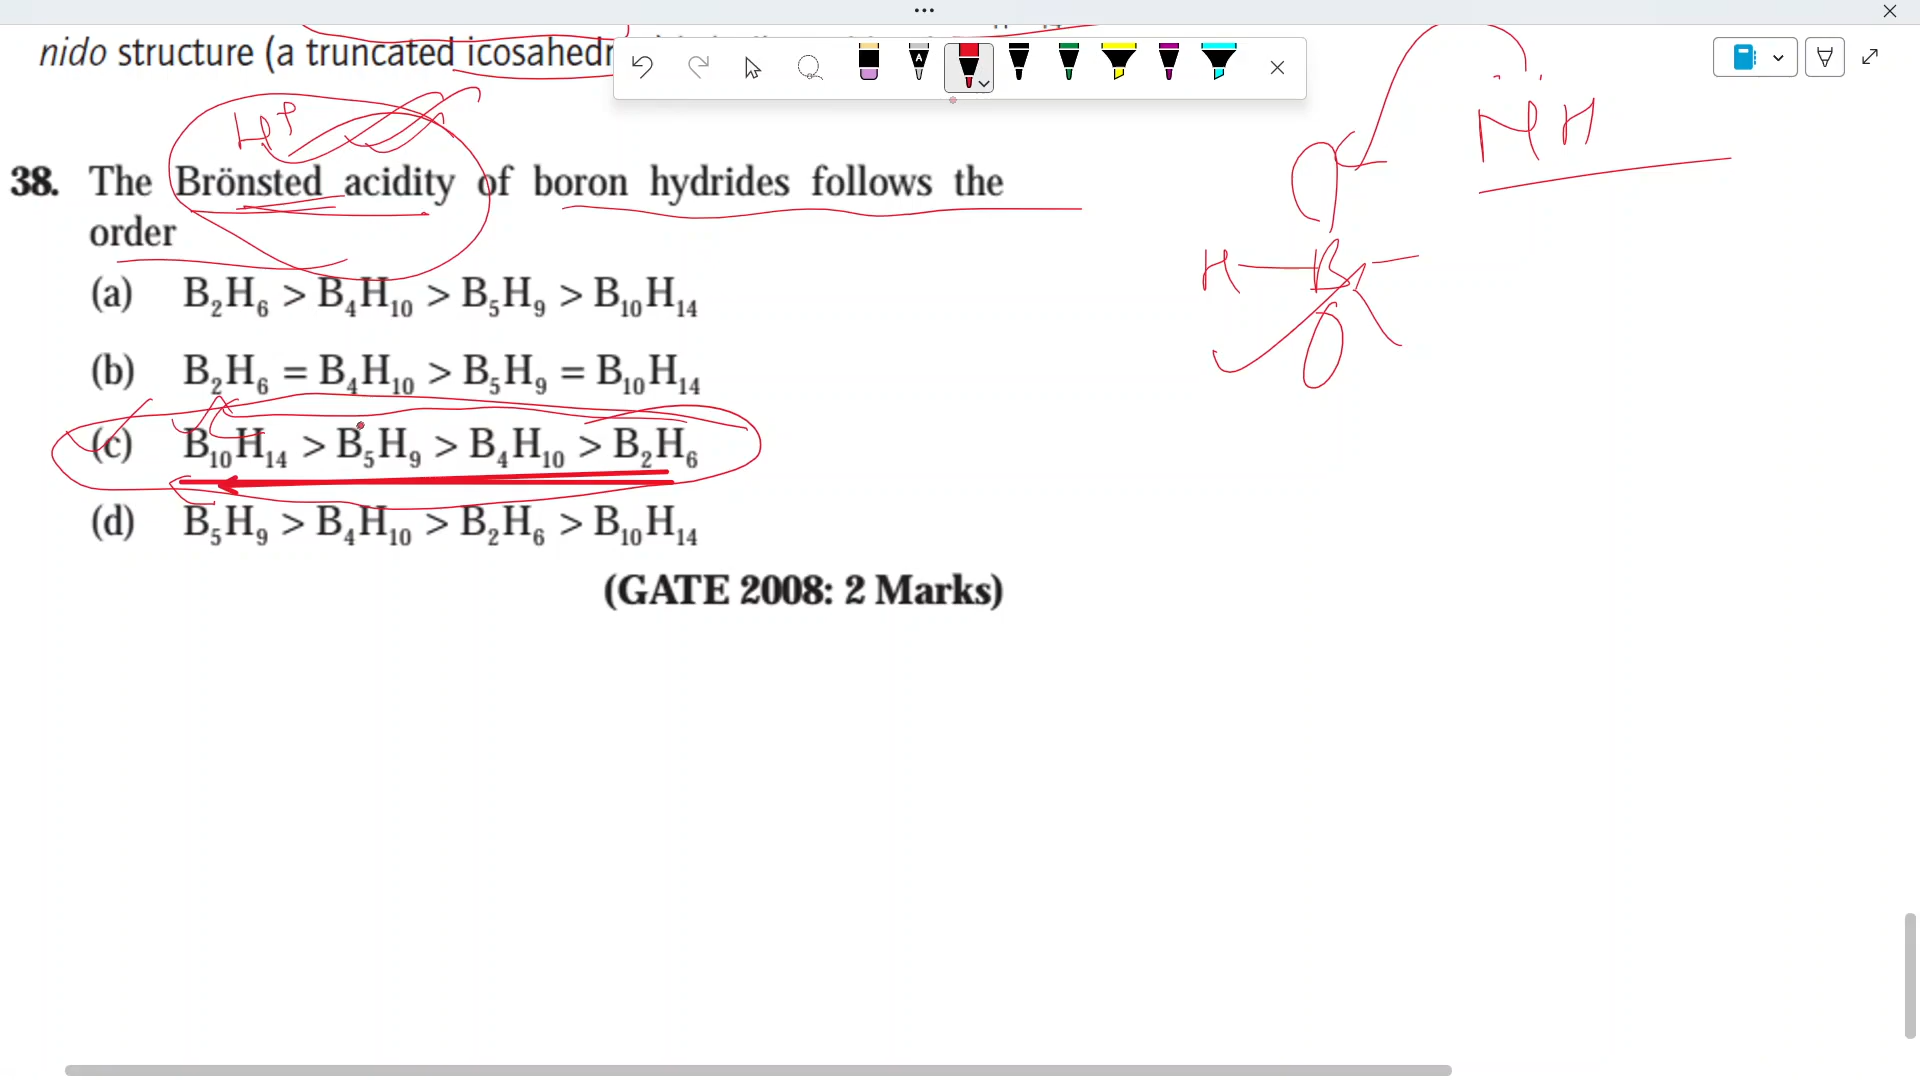 nido structure (a truncated icosahedr
H⁺
NH
38. The Brönsted acidity of boron hydrides follows the
order
H B
(a) B₂H₆ > B₄H₁₀ > B₅H₉ > B₁₀H₁₄
(b) B₂H₆ = B₄H₁₀ > B₅H₉ = B₁₀H₁₄
(c) B₁₀H₁₄ > B₅H₉ > B₄H₁₀ > B₂H₆
(d) B₅H₉ > B₄H₁₀ > B₂H₆ > B₁₀H₁₄
(GATE 2008: 2 Marks)